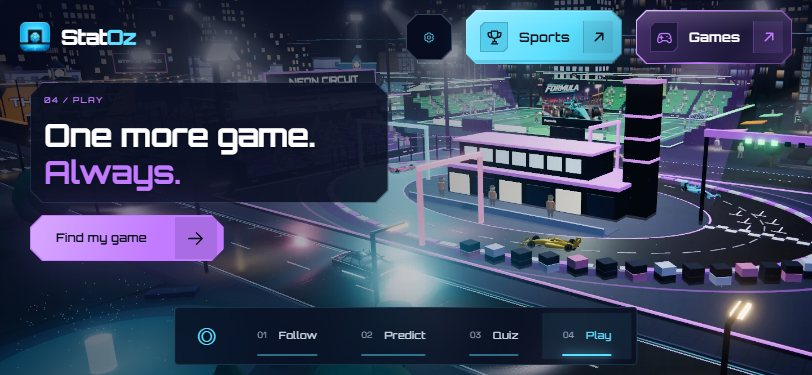 StatOz
Sports
Games
NEON CIRCUIT
FORMULA
04 / PLAY
One more game.
Always.
Find my game
01 Follow
02 Predict
03 Quiz
04 Play